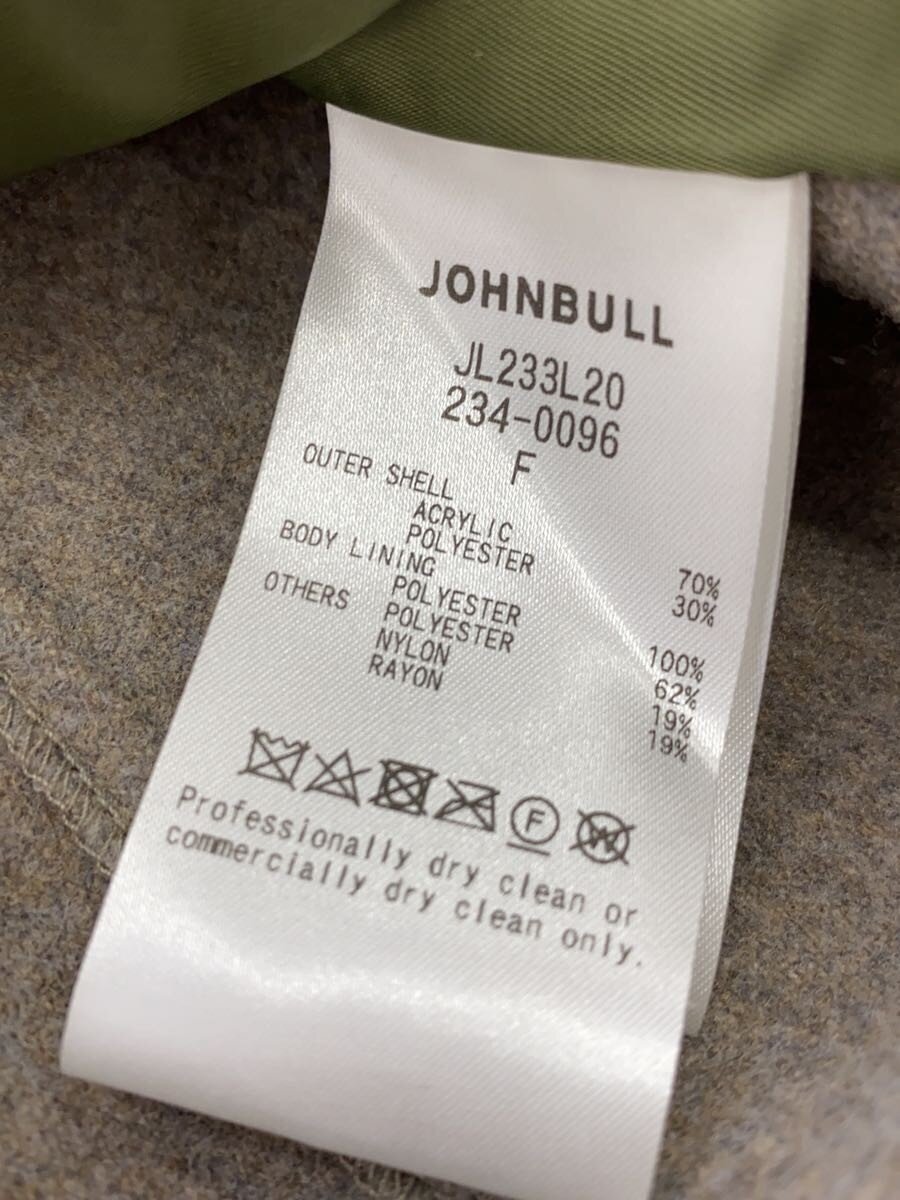 JOHNBULL
JL233L20
234-0096
F
OUTER SHELL
ACRYLIC 70%
POLYESTER 30%
BODY LINING
POLYESTER 100%
OTHERS POLYESTER 62%
NYLON 19%
RAYON 19%
F W
Professionally dry clean or
commercially dry clean only.